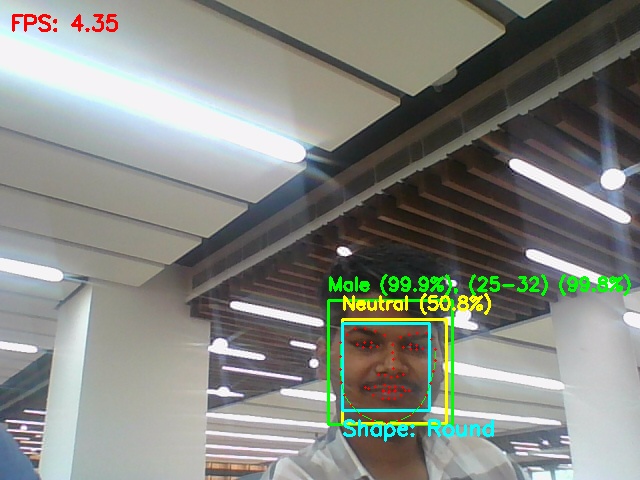 FPS: 4.35
Male (99.9%), (25-32) (99.8%)
Neutral (50.8%)
Shape: Round